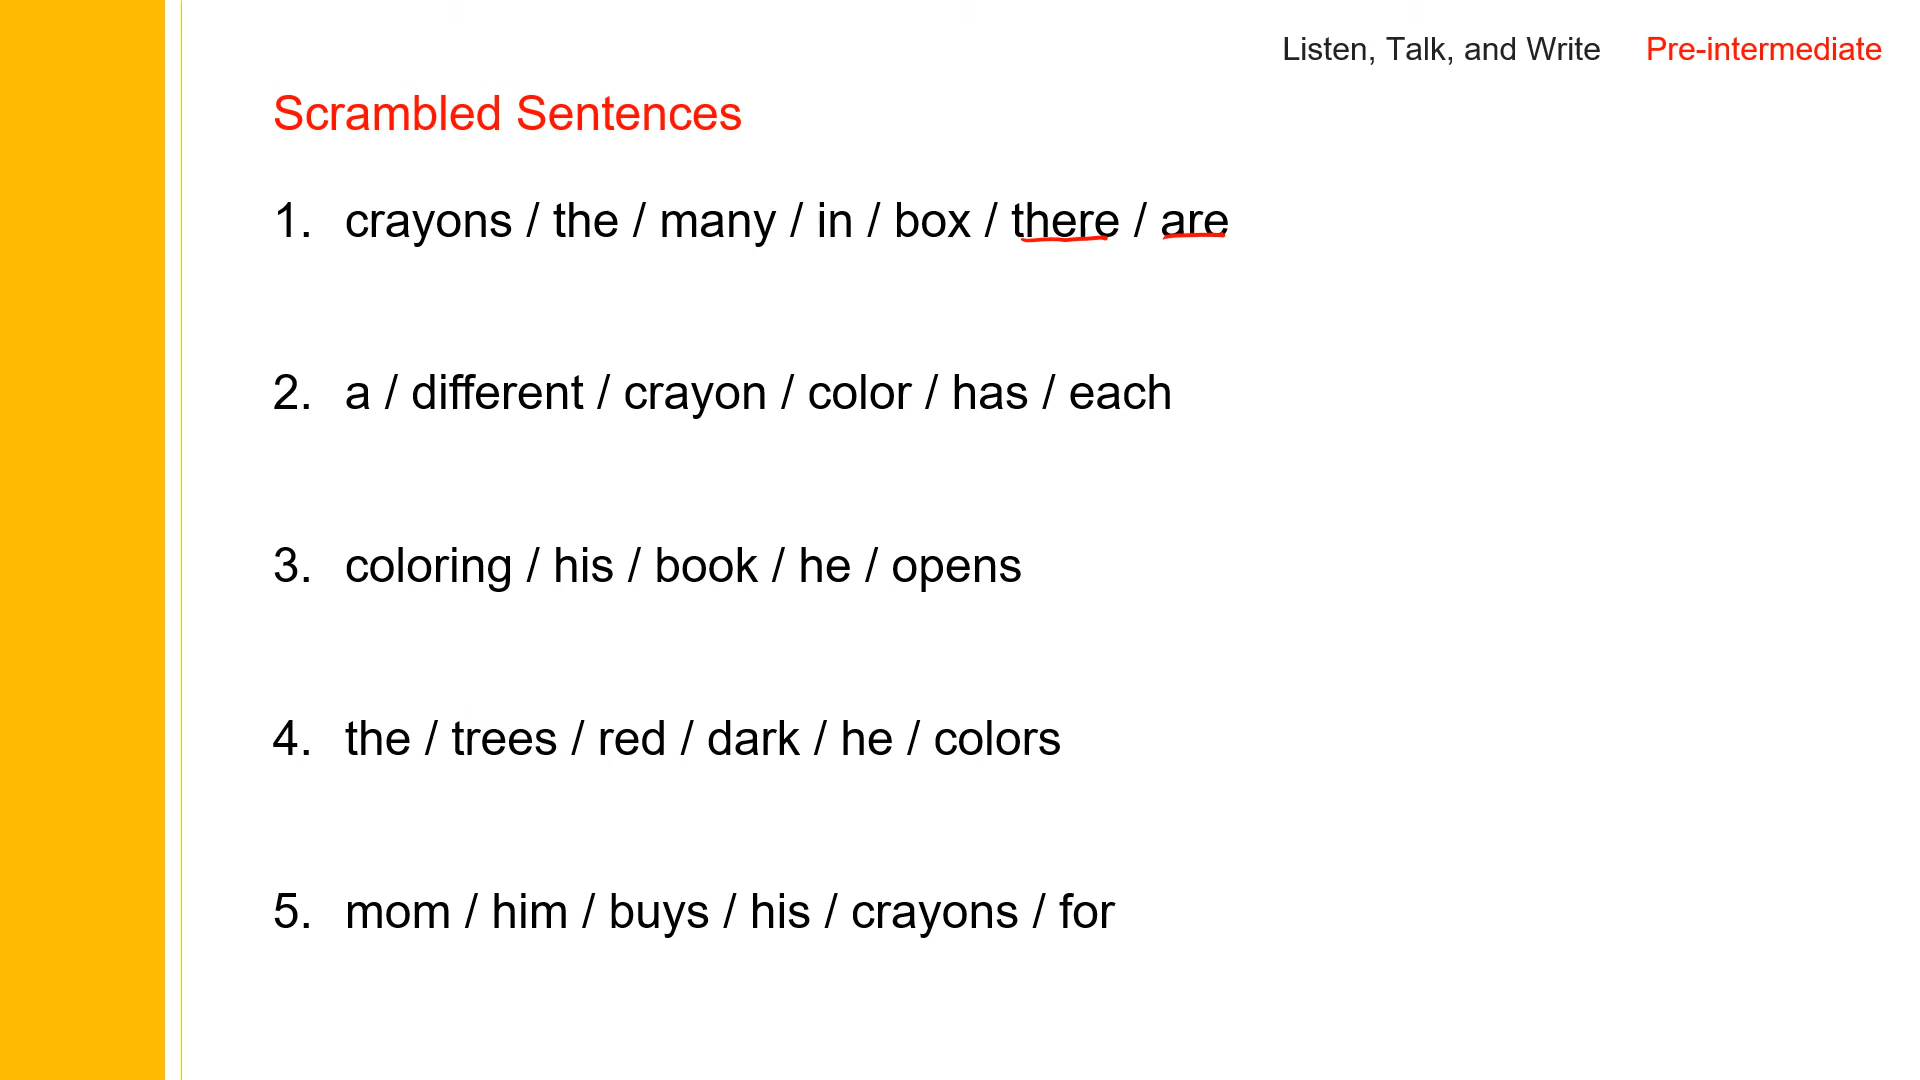 Listen, Talk, and Write Pre-intermediate
Scrambled Sentences
1. crayons / the / many / in / box / there / are
2. a / different / crayon / color / has / each
3. coloring / his / book / he / opens
4. the / trees / red / dark / he / colors
5. mom / him / buys / his / crayons / for